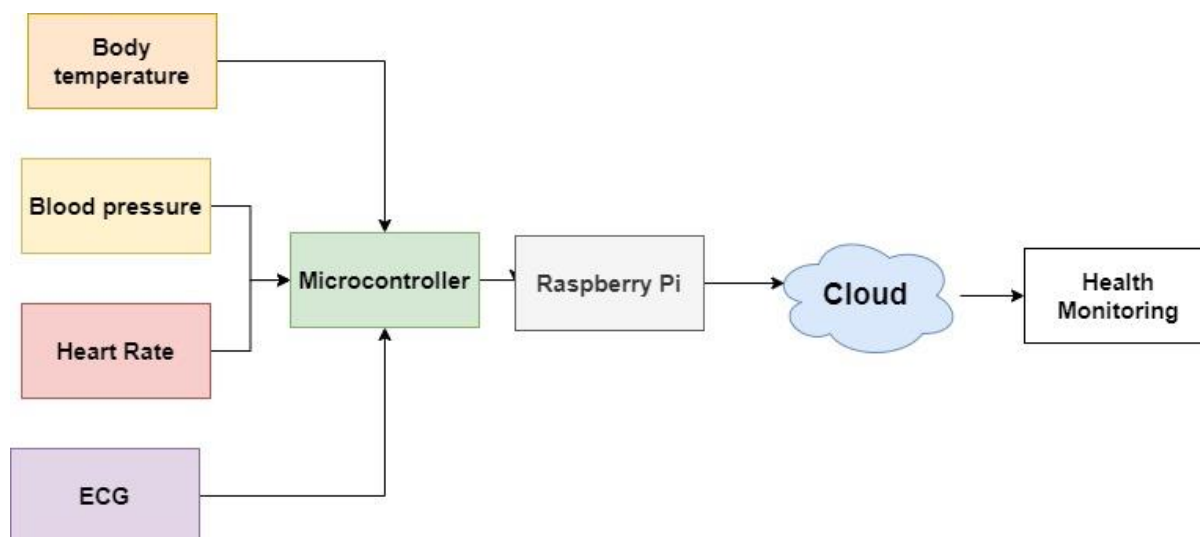 Body
temperature
Blood pressure
Heart Rate
ECG
Microcontroller
Raspberry Pi
Cloud
Health
Monitoring